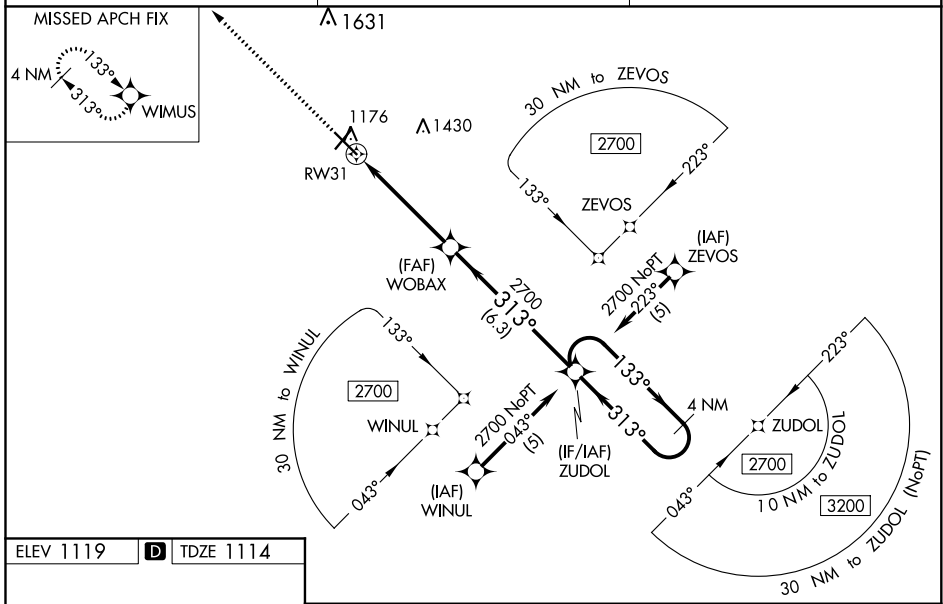 MISSED APCH FIX
4 NM
133°
313°
WIMUS
1631
1176
1430
RW31
30 NM to ZEVOS
2700
133°
223°
ZEVOS
(IAF)
ZEVOS
2700 NoPT
223°
(5)
(FAF)
WOBAX
2700
313°
(6.3)
30 NM to WINUL
133°
2700
WINUL
043°
2700 NoPT
043°
(5)
(IAF)
WINUL
(IF/IAF)
ZUDOL
133°
313°
4 NM
223°
ZUDOL
2700
10 NM to ZUDOL
043°
3200
30 NM to ZUDOL (NoPT)
ELEV 1119
D
TDZE 1114